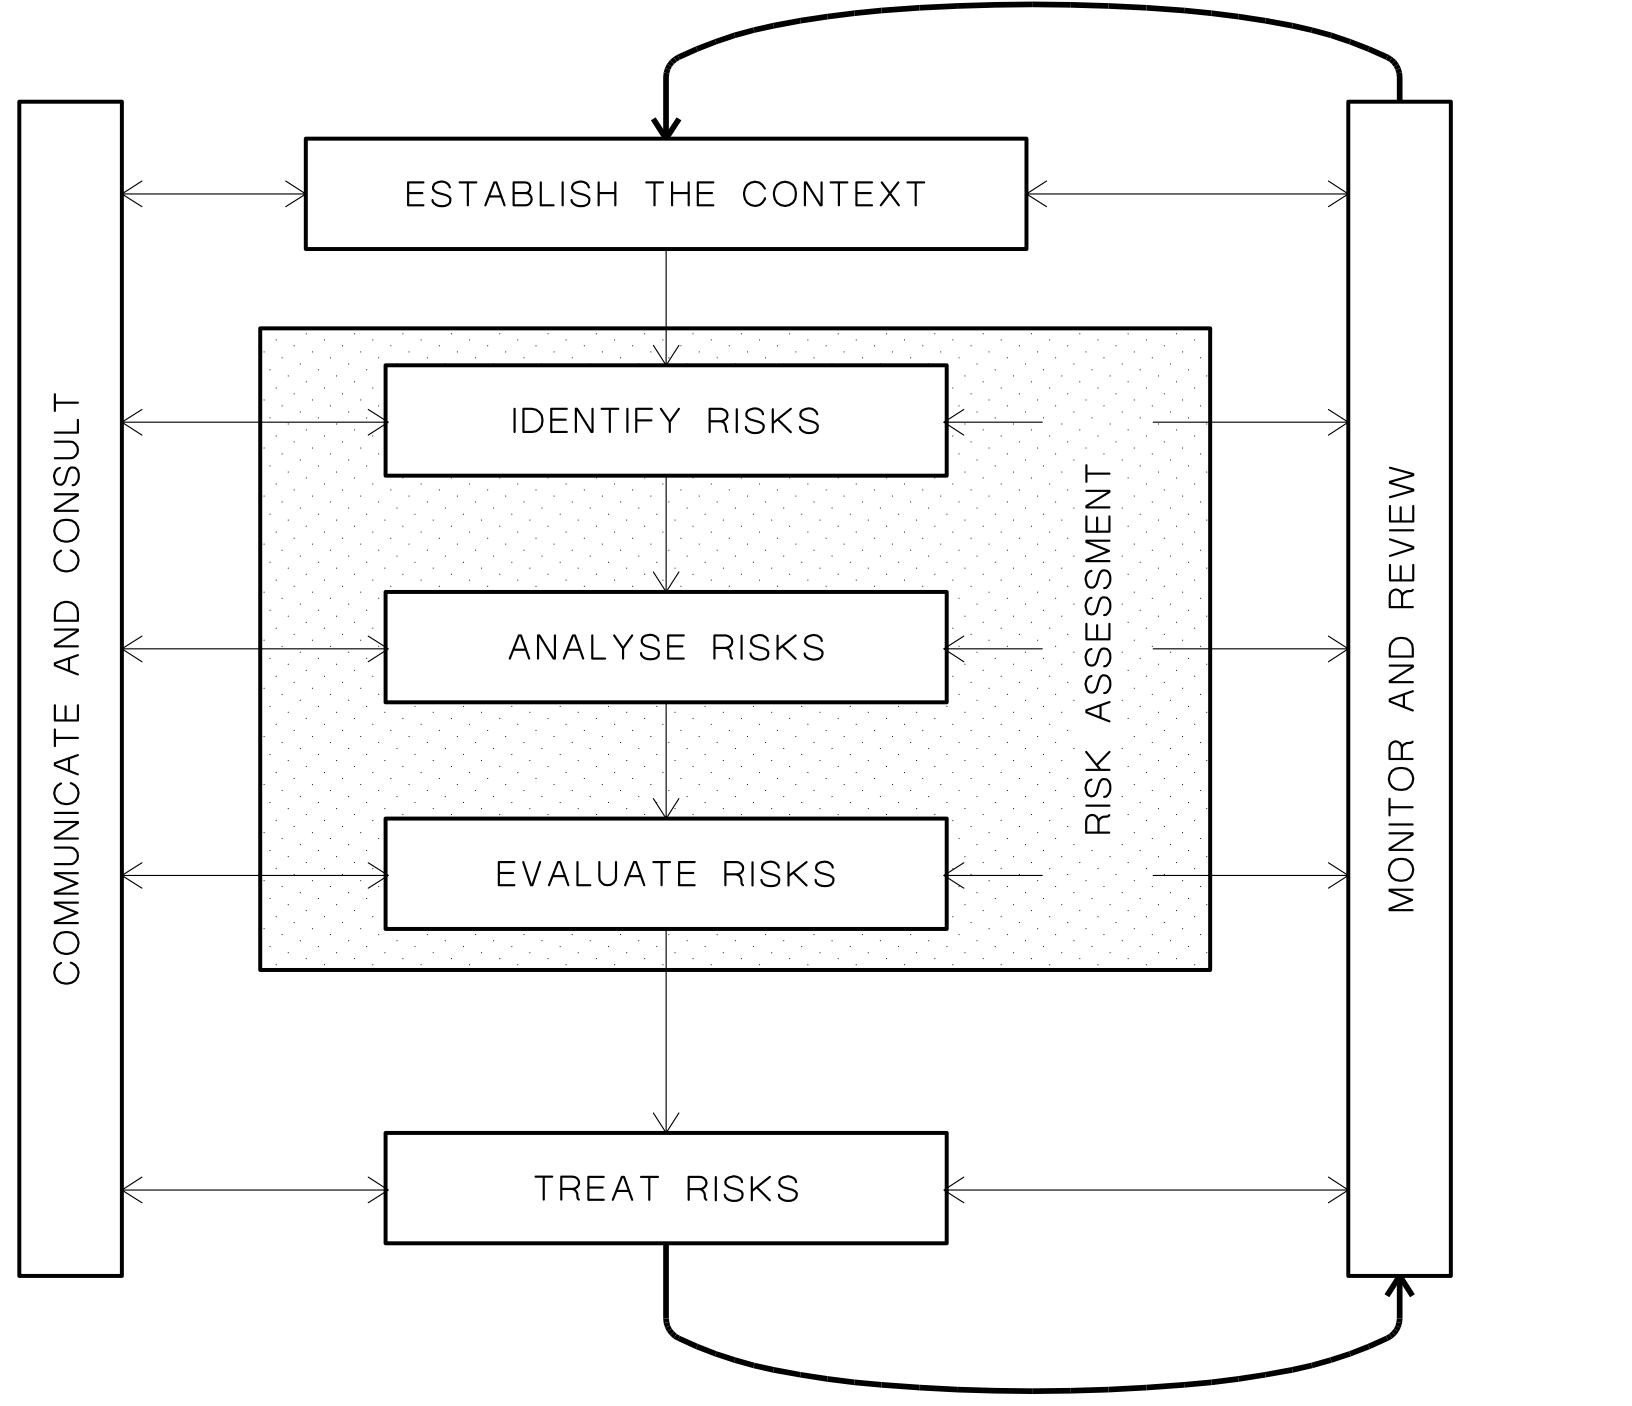 ESTABLISH THE CONTEXT
IDENTIFY RISKS
ANALYSE RISKS
EVALUATE RISKS
TREAT RISKS
COMMUNICATE AND CONSULT
RISK ASSESSMENT
MONITOR AND REVIEW